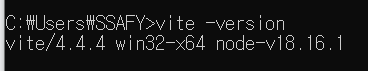 C:₩Users₩SSAFY>vite -version
vite/4.4.4 win32-x64 node-v18.16.1